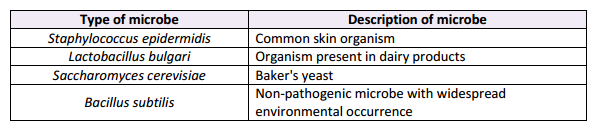 Type of microbe Description of microbe
Staphylococcus epidermidis Common skin organism
Lactobacillus bulgari Organism present in dairy products
Saccharomyces cerevisiae Baker's yeast
Bacillus subtilis Non-pathogenic microbe with widespread
environmental occurrence